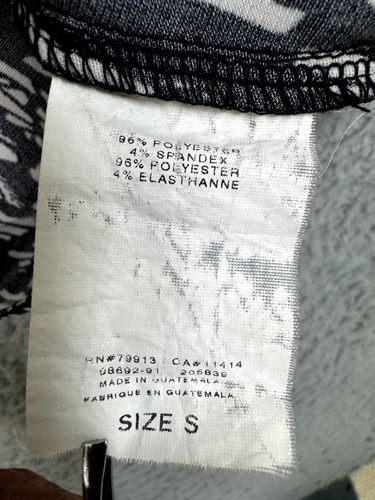 96% POLYESTER
4% SPANDEX
96% POLYESTER
4% ELASTHANNE
RN#79913 / CA#11414
98692-91 205839
MADE IN GUATEMALA
FABRIQUE EN GUATEMALA
SIZE S